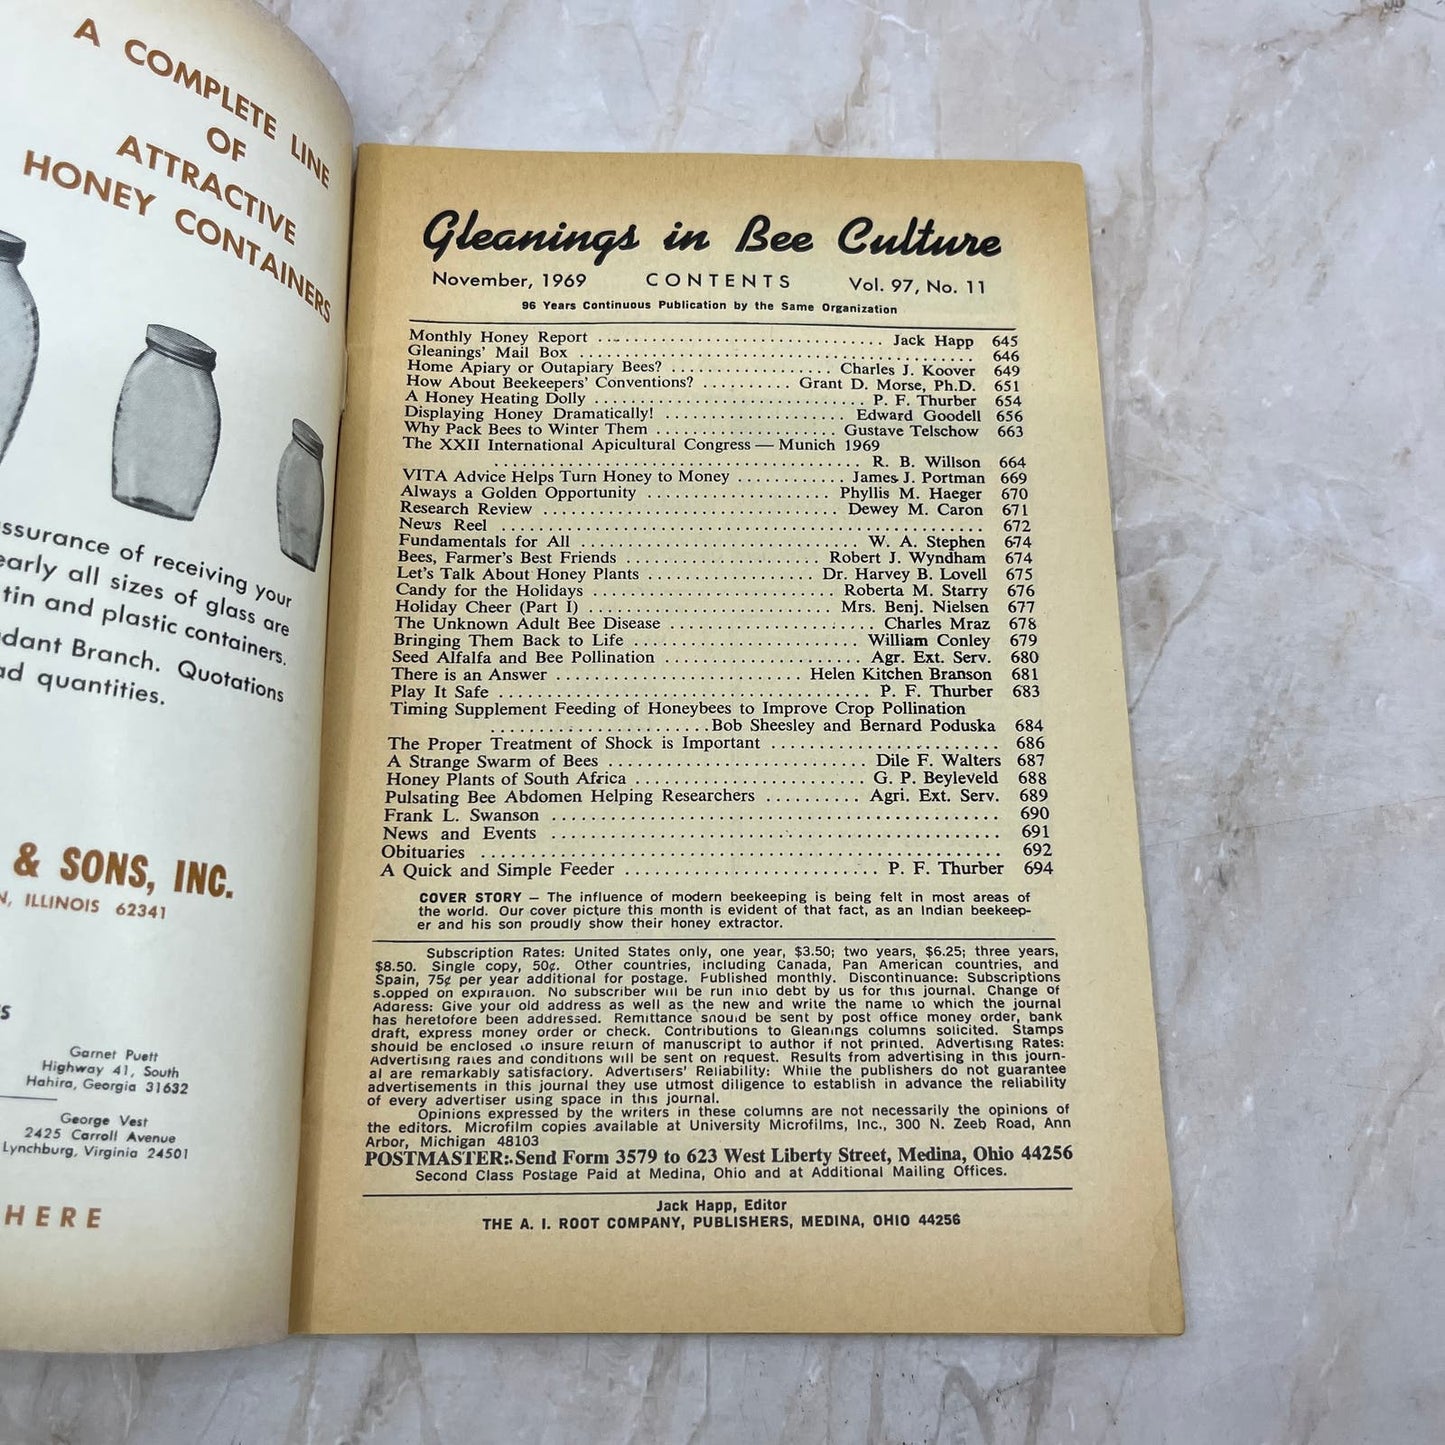 A COMPLETE LINE
OF
ATTRACTIVE
HONEY CONTAINERS
assurance of receiving your
early all sizes of glass are
tin and plastic containers.
dant Branch. Quotations
ad quantities.
& SONS, INC.
N, ILLINOIS 62341
Garnet Puett
Highway 41, South
Hahira, Georgia 31632
George Vest
2425 Carroll Avenue
Lynchburg, Virginia 24501
HERE
Gleanings in Bee Culture
November, 1969 CONTENTS Vol. 97, No. 11
96 Years Continuous Publication by the Same Organization
Monthly Honey Report ................................ Jack Happ 645
Gleanings' Mail Box ................................................ 646
Home Apiary or Outapiary Bees? ................. Charles J. Koover 649
How About Beekeepers' Conventions? .......... Grant D. Morse, Ph.D. 651
A Honey Heating Dolly ............................. P. F. Thurber 654
Displaying Honey Dramatically! .................... Edward Goodell 656
Why Pack Bees to Winter Them .................... Gustave Telschow 663
The XXII International Apicultural Congress — Munich 1969
........................................ R. B. Willson 664
VITA Advice Helps Turn Honey to Money ............ James J. Portman 669
Always a Golden Opportunity .................... Phyllis M. Haeger 670
Research Review ................................ Dewey M. Caron 671
News Reel ..................................................... 672
Fundamentals for All .............................. W. A. Stephen 674
Bees, Farmer's Best Friends ...................... Robert J. Wyndham 674
Let's Talk About Honey Plants .................. Dr. Harvey B. Lovell 675
Candy for the Holidays .......................... Roberta M. Starry 676
Holiday Cheer (Part I) .......................... Mrs. Benj. Nielsen 677
The Unknown Adult Bee Disease ...................... Charles Mraz 678
Bringing Them Back to Life ........................ William Conley 679
Seed Alfalfa and Bee Pollination .................... Agr. Ext. Serv. 680
There is an Answer .......................... Helen Kitchen Branson 681
Play It Safe ....................................... P. F. Thurber 683
Timing Supplement Feeding of Honeybees to Improve Crop Pollination
.......................Bob Sheesley and Bernard Poduska 684
The Proper Treatment of Shock is Important ......................... 686
A Strange Swarm of Bees ........................... Dile F. Walters 687
Honey Plants of South Africa ......................... G. P. Beyleveld 688
Pulsating Bee Abdomen Helping Researchers .......... Agri. Ext. Serv. 689
Frank L. Swanson ................................................ 690
News and Events ................................................. 691
Obituaries ........................................................ 692
A Quick and Simple Feeder ........................... P. F. Thurber 694
COVER STORY — The influence of modern beekeeping is being felt in most areas of
the world. Our cover picture this month is evident of that fact, as an Indian beekeep-
er and his son proudly show their honey extractor.
Subscription Rates: United States only, one year, $3.50; two years, $6.25; three years,
$8.50. Single copy, 50¢. Other countries, including Canada, Pan American countries, and
Spain, 75¢ per year additional for postage. Published monthly. Discontinuance: Subscriptions
stopped on expiration. No subscriber will be run into debt by us for this journal. Change of
Address: Give your old address as well as the new and write the name to which the journal
has heretofore been addressed. Remittance should be sent by post office money order, bank
draft, express money order or check. Contributions to Gleanings columns solicited. Stamps
should be enclosed to insure return of manuscript to author if not printed. Advertising Rates:
Advertising rates and conditions will be sent on request. Results from advertising in this journ-
al are remarkably satisfactory. Advertisers' Reliability: While the publishers do not guarantee
advertisements in this journal they use utmost diligence to establish in advance the reliability
of every advertiser using space in this journal.
Opinions expressed by the writers in these columns are not necessarily the opinions of
the editors. Microfilm copies available at University Microfilms, Inc., 300 N. Zeeb Road, Ann
Arbor, Michigan 48103
POSTMASTER: Send Form 3579 to 623 West Liberty Street, Medina, Ohio 44256
Second Class Postage Paid at Medina, Ohio and at Additional Mailing Offices.
Jack Happ, Editor
THE A. I. ROOT COMPANY, PUBLISHERS, MEDINA, OHIO 44256